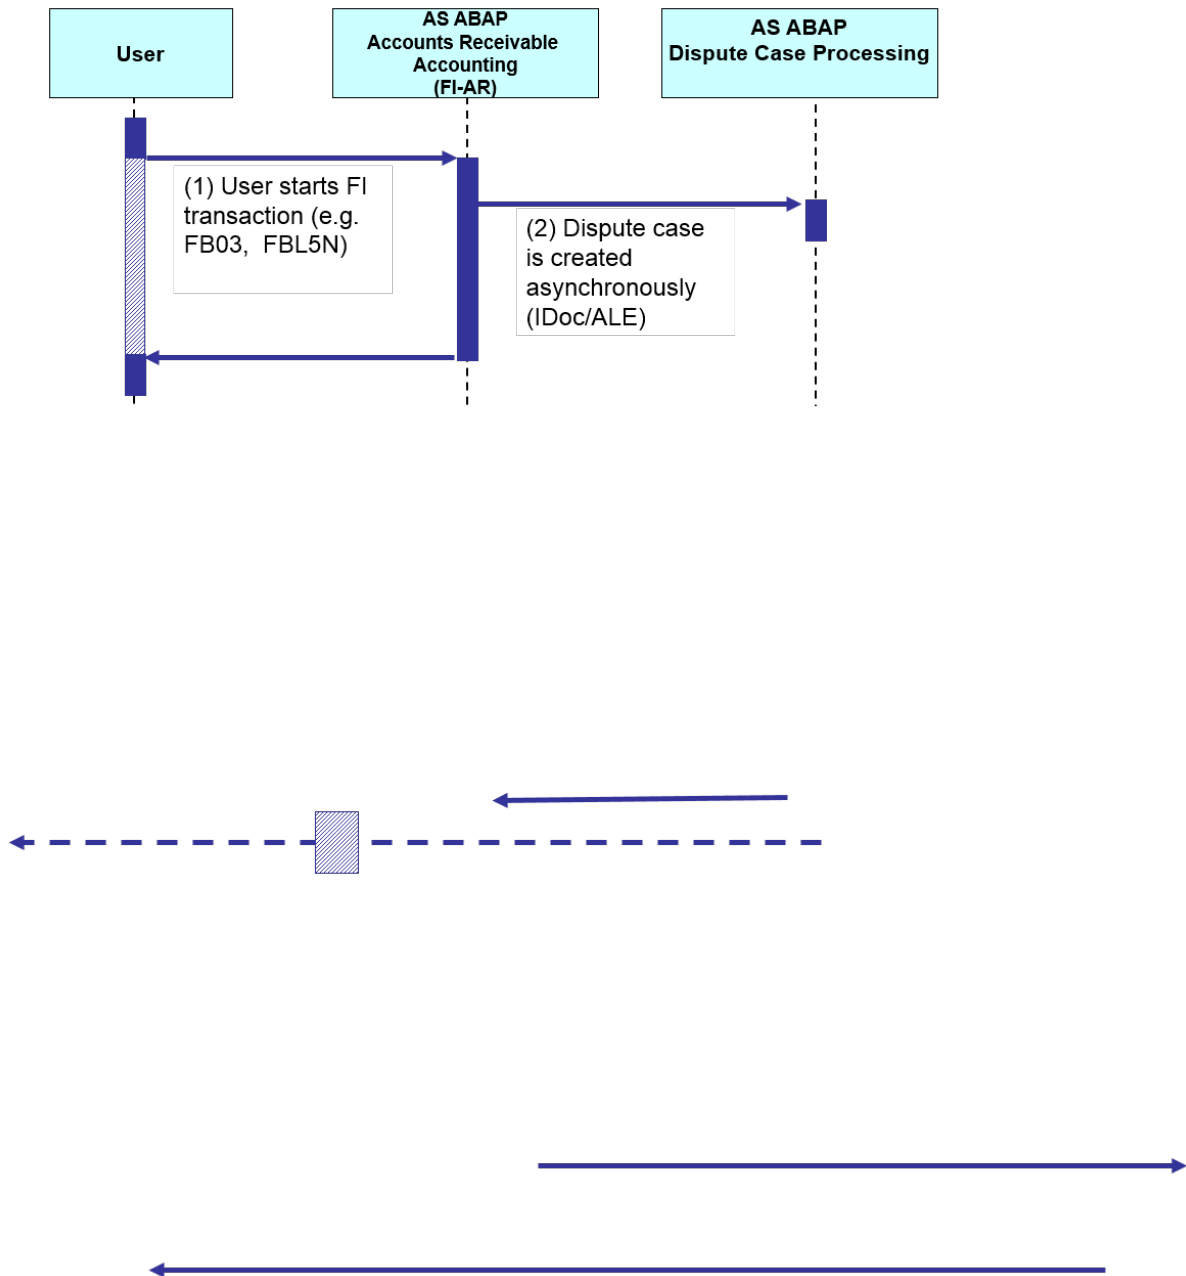 User
AS ABAP
Accounts Receivable
Accounting
(FI-AR)
AS ABAP
Dispute Case Processing
(1) User starts FI
transaction (e.g.
FB03,  FBL5N)
(2) Dispute case
is created
asynchronously
(IDoc/ALE)